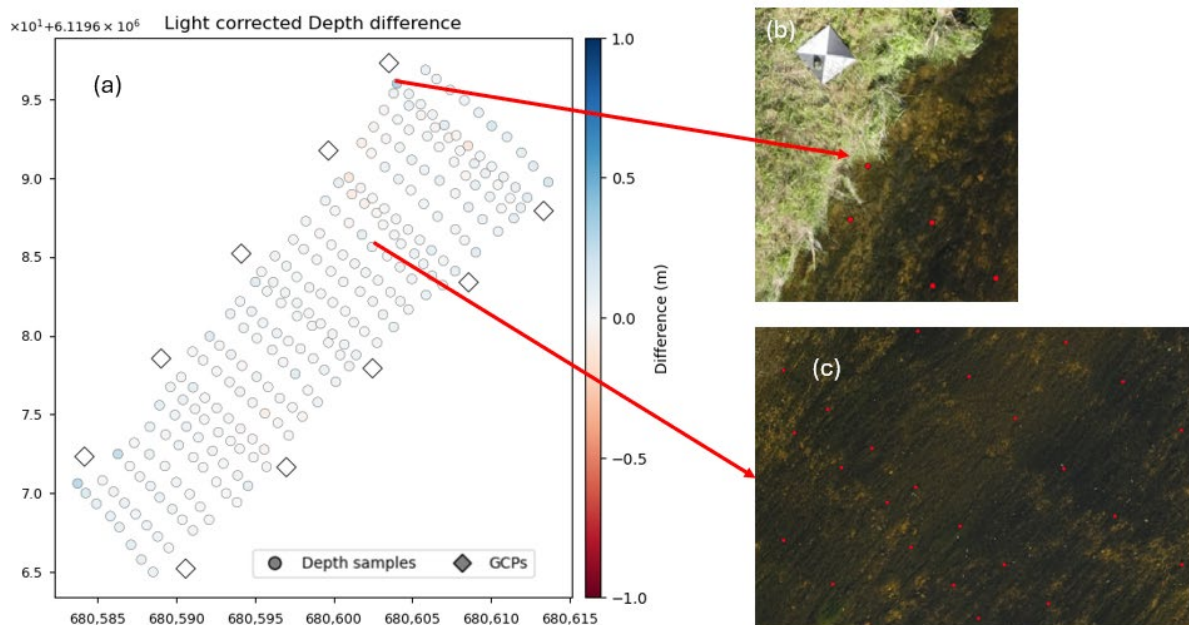 ×10¹+6.1196 × 10⁶
Light corrected Depth difference
(a)
9.5
9.0
8.5
8.0
7.5
7.0
6.5
680,585 680,590 680,595 680,600 680,605 680,610 680,615
Depth samples GCPs
1.0
0.5
0.0
−0.5
−1.0
Difference (m)
(b)
(c)